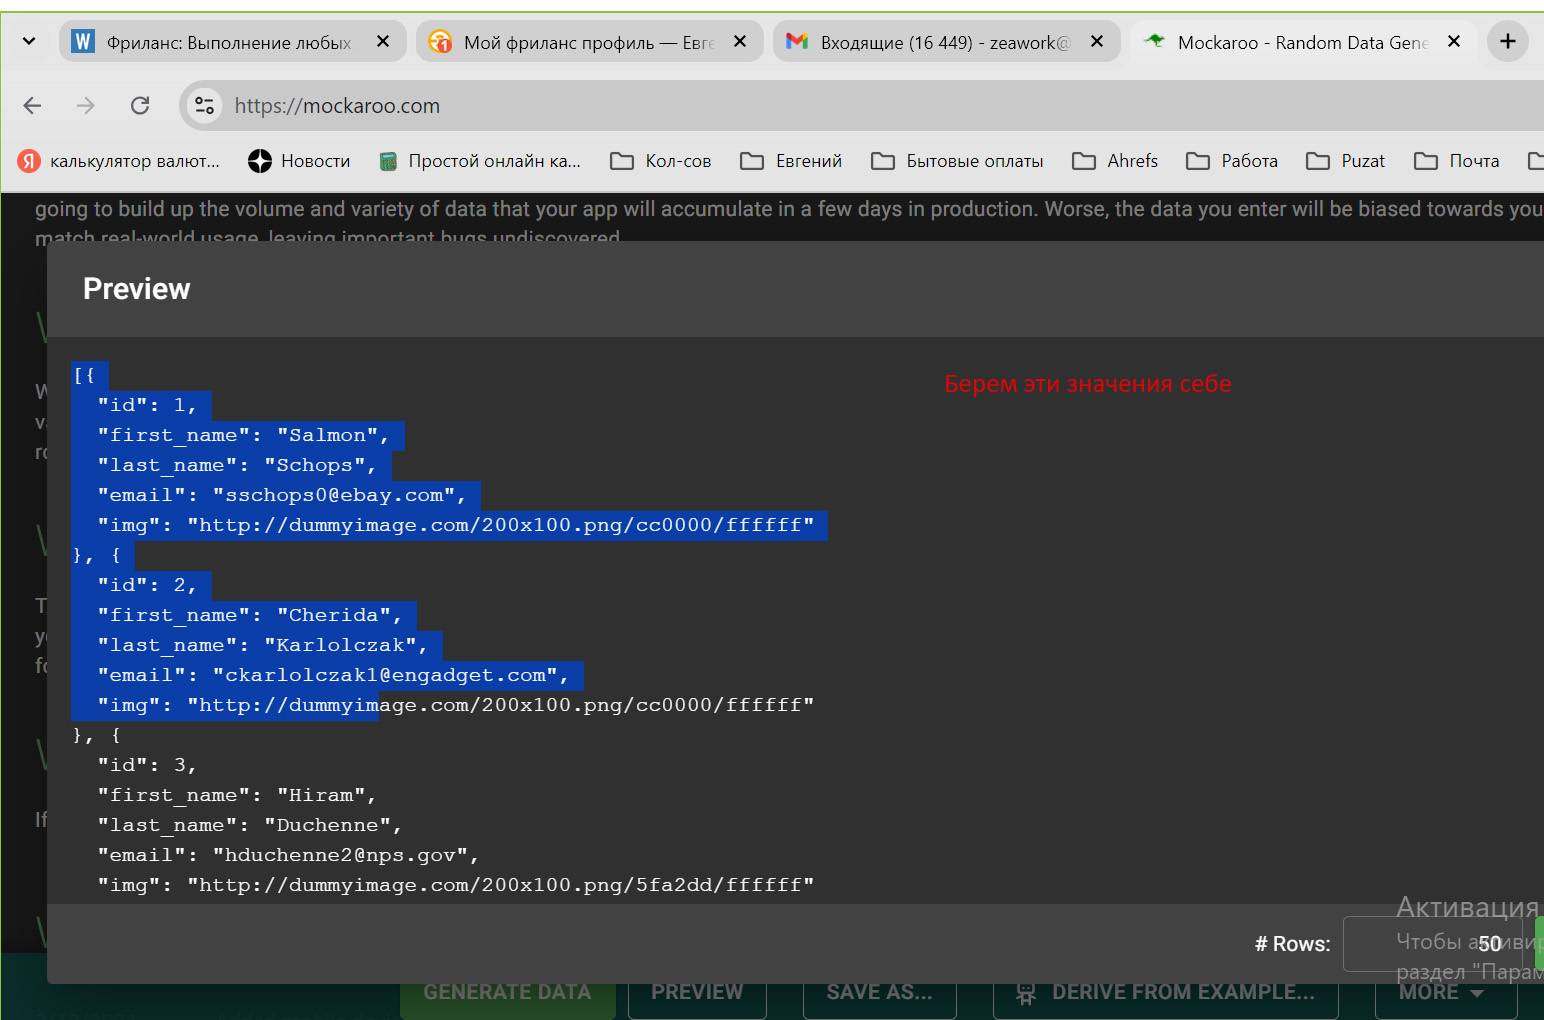 Фриланс: Выполнение любых
Мой фриланс профиль — Евге
Входящие (16 449) - zeawork@
Mockaroo - Random Data Gene
https://mockaroo.com
калькулятор валют...
Новости
Простой онлайн ка...
Кол-сов
Евгений
Бытовые оплаты
Ahrefs
Работа
Puzat
Почта
going to build up the volume and variety of data that your app will accumulate in a few days in production. Worse, the data you enter will be biased towards you
match real-world usage, leaving important bugs undiscovered.
Preview
Берем эти значения себе
[{
"id": 1,
"first_name": "Salmon",
"last_name": "Schops",
"email": "sschops0@ebay.com",
"img": "http://dummyimage.com/200x100.png/cc0000/ffffff"
}, {
"id": 2,
"first_name": "Cherida",
"last_name": "Karlolczak",
"email": "ckarlolczak1@engadget.com",
"img": "http://dummyimage.com/200x100.png/cc0000/ffffff"
}, {
"id": 3,
"first_name": "Hiram",
"last_name": "Duchenne",
"email": "hduchenne2@nps.gov",
"img": "http://dummyimage.com/200x100.png/5fa2dd/ffffff"
# Rows: 50
Активация
Чтобы активир
раздел "Парам
GENERATE DATA
PREVIEW
SAVE AS...
DERIVE FROM EXAMPLE...
MORE